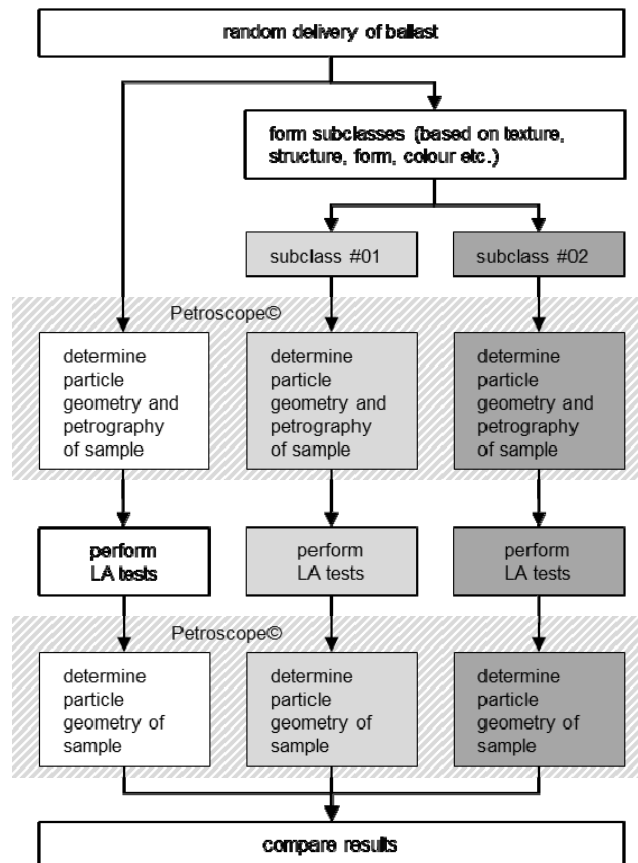 random delivery of ballast
form subclasses (based on texture,
structure, form, colour etc.)
subclass #01
subclass #02
Petroscope©
determine
particle
geometry and
petrography
of sample
determine
particle
geometry and
petrography
of sample
determine
particle
geometry and
petrography
of sample
perform
LA tests
perform
LA tests
perform
LA tests
Petroscope©
determine
particle
geometry of
sample
determine
particle
geometry of
sample
determine
particle
geometry of
sample
compare results